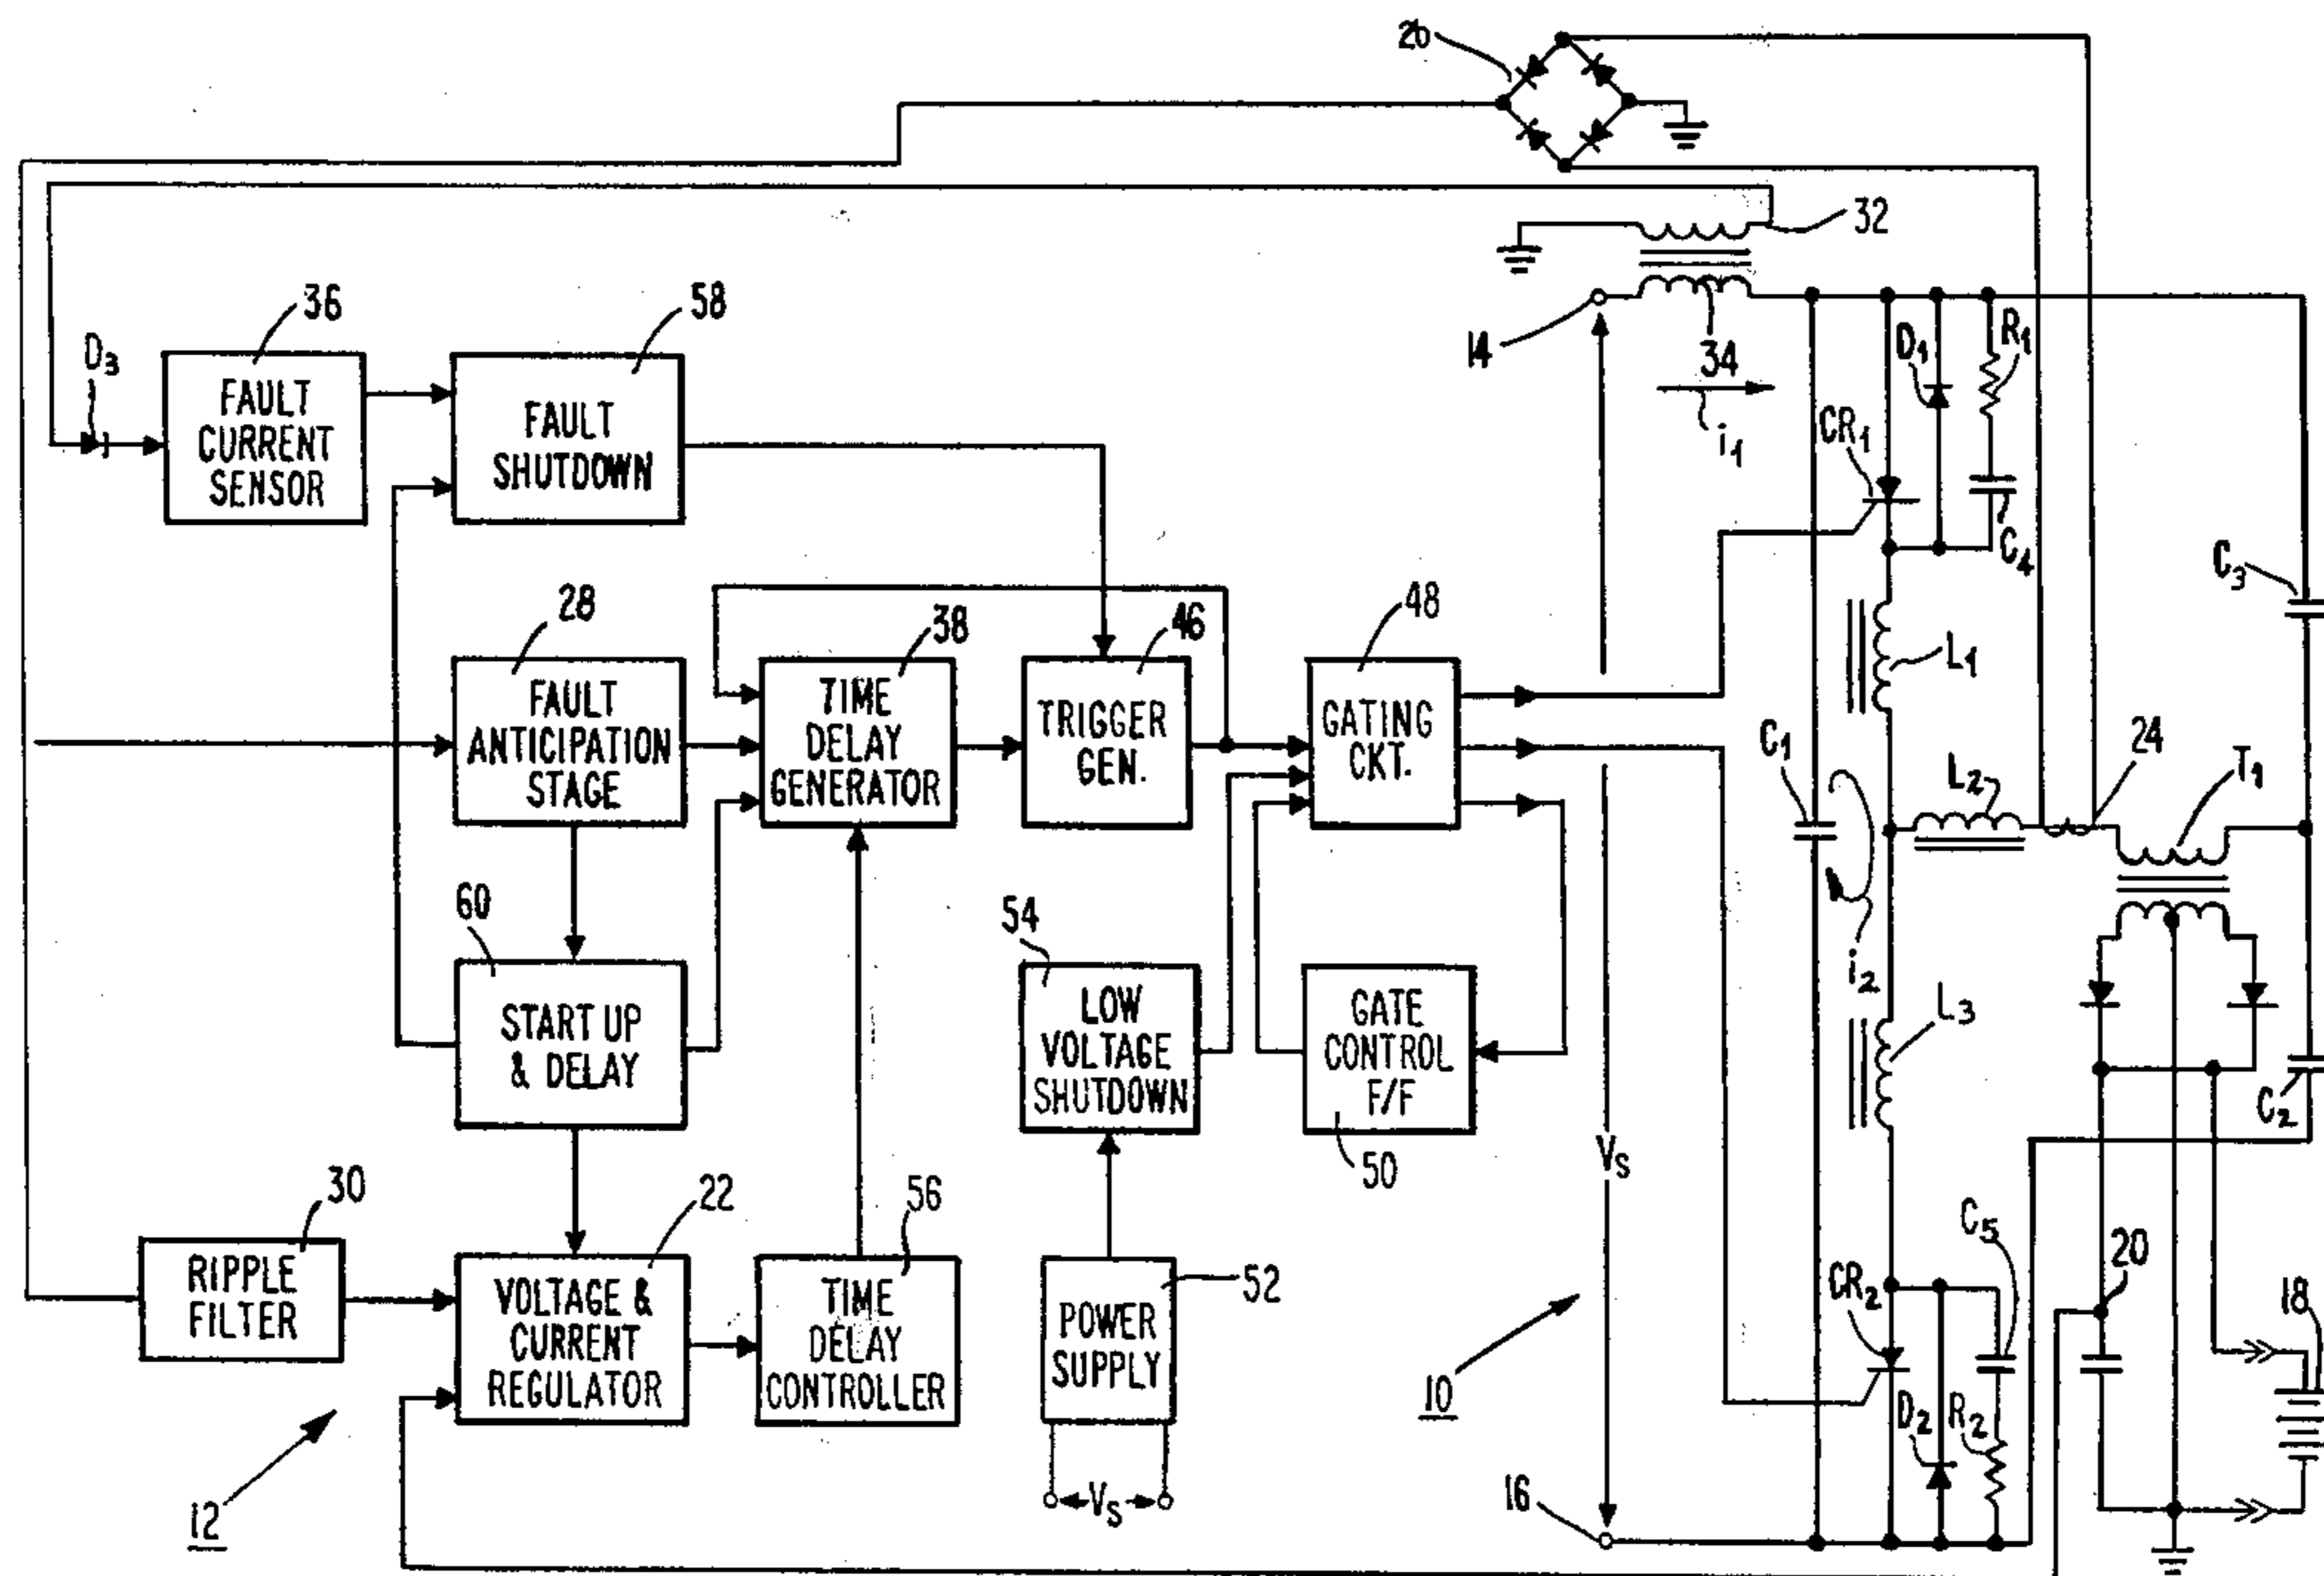 26
32
36
58
14
34
i1
D1
R1
D3
FAULT
CURRENT
SENSOR
FAULT
SHUTDOWN
CR1
C4
C3
28
38
46
48
L1
FAULT
ANTICIPATION
STAGE
TIME
DELAY
GENERATOR
TRIGGER
GEN.
GATING
CKT.
C1
L2
24
T1
60
54
i2
START UP
& DELAY
LOW
VOLTAGE
SHUTDOWN
GATE
CONTROL
F/F
L3
C2
50
VS
30
22
56
52
C5
20
18
RIPPLE
FILTER
VOLTAGE &
CURRENT
REGULATOR
TIME
DELAY
CONTROLLER
POWER
SUPPLY
CR2
10
D2
R2
12
VS
16